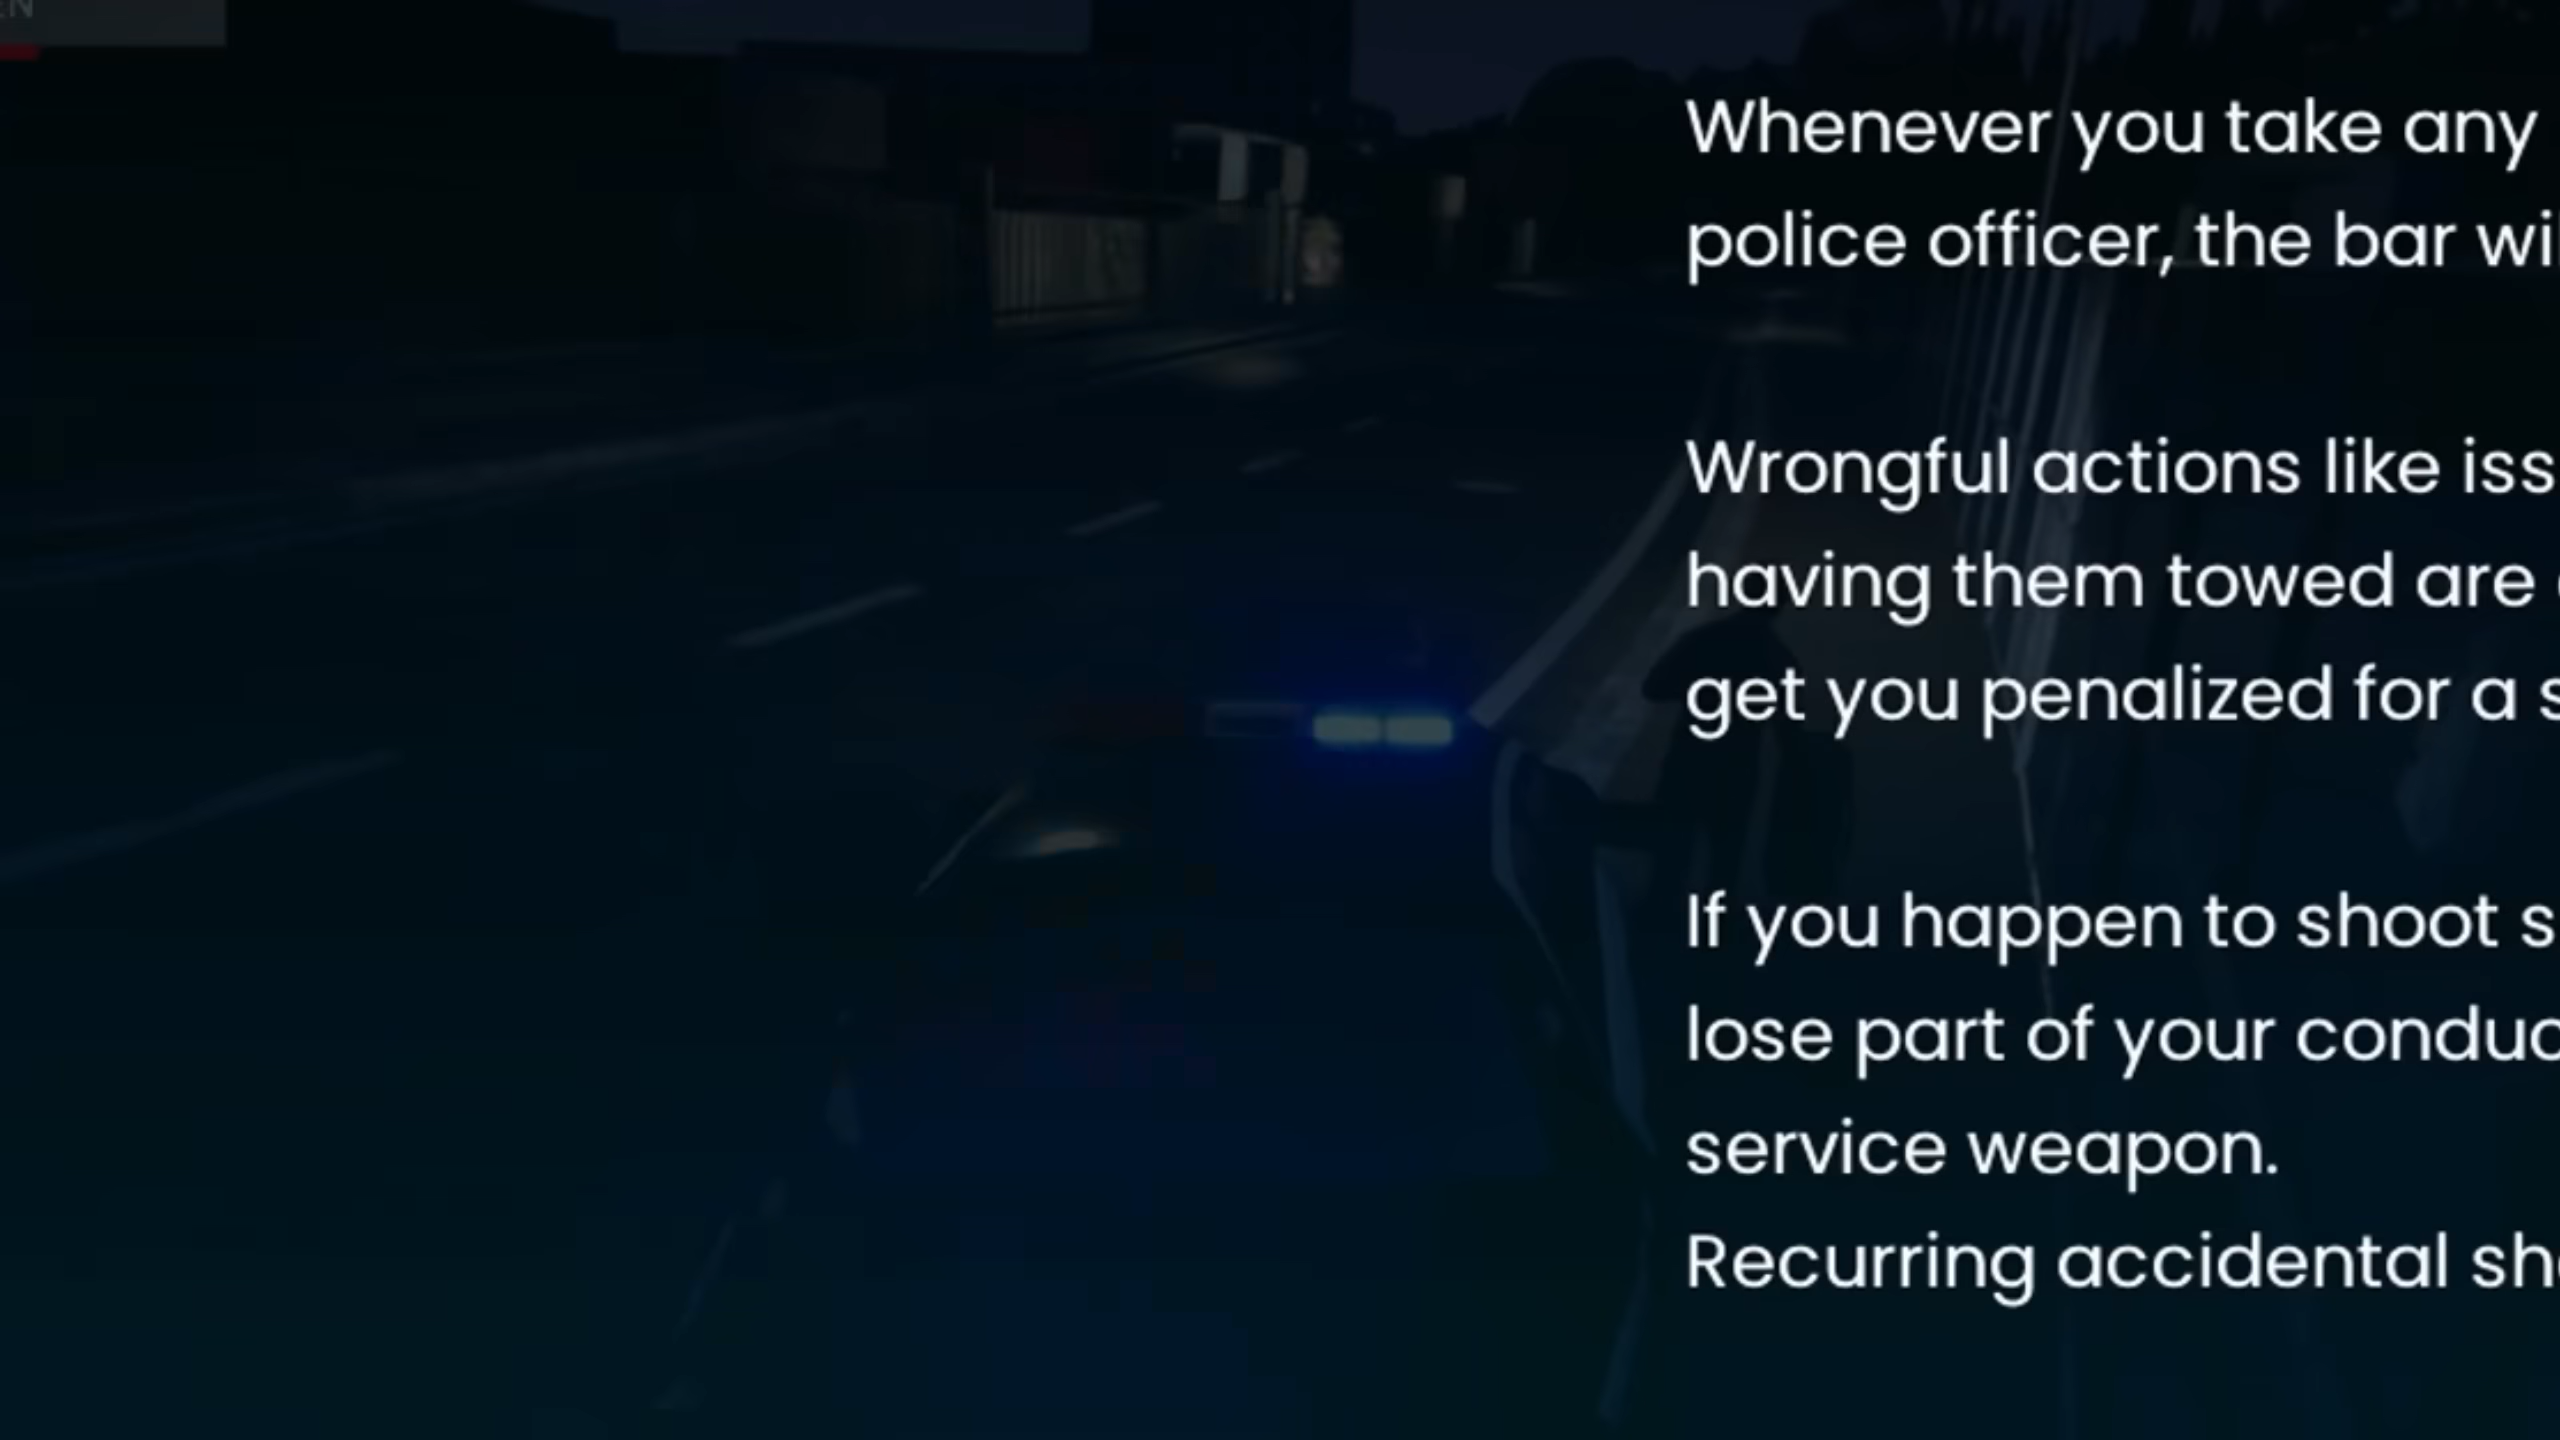 Whenever you take any
police officer, the bar
Wrongful actions like
having them towed are
get you penalized for a
If you happen to shoot
lose part of your
service weapon.
Recurring accidental